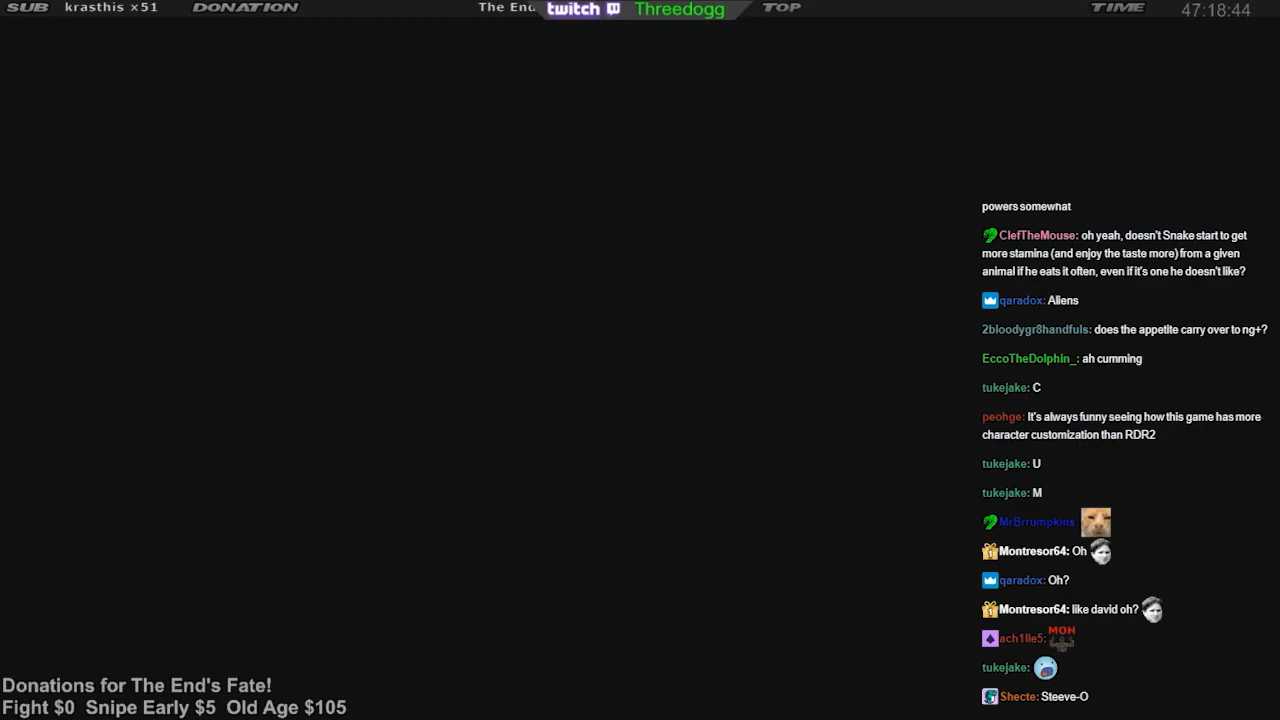 SUB krasthis ×51 DONATION The End twitch Threedogg TOP TIME 47:18:44
powers somewhat
ClefTheMouse: oh yeah, doesn't Snake start to get
more stamina (and enjoy the taste more) from a given
animal if he eats it often, even if it's one he doesn't like?
qaradox: Aliens
2bloodygr8handfuls: does the appetite carry over to ng+?
EccoTheDolphin_: ah cumming
tukejake: C
peohge: It's always funny seeing how this game has more
character customization than RDR2
tukejake: U
tukejake: M
MrBrrumpkins:
Montresor64: Oh
qaradox: Oh?
Montresor64: like david oh?
ach1lle5: MOH
tukejake:
Shecte: Steeve-O
Donations for The End's Fate!
Fight $0 Snipe Early $5 Old Age $105